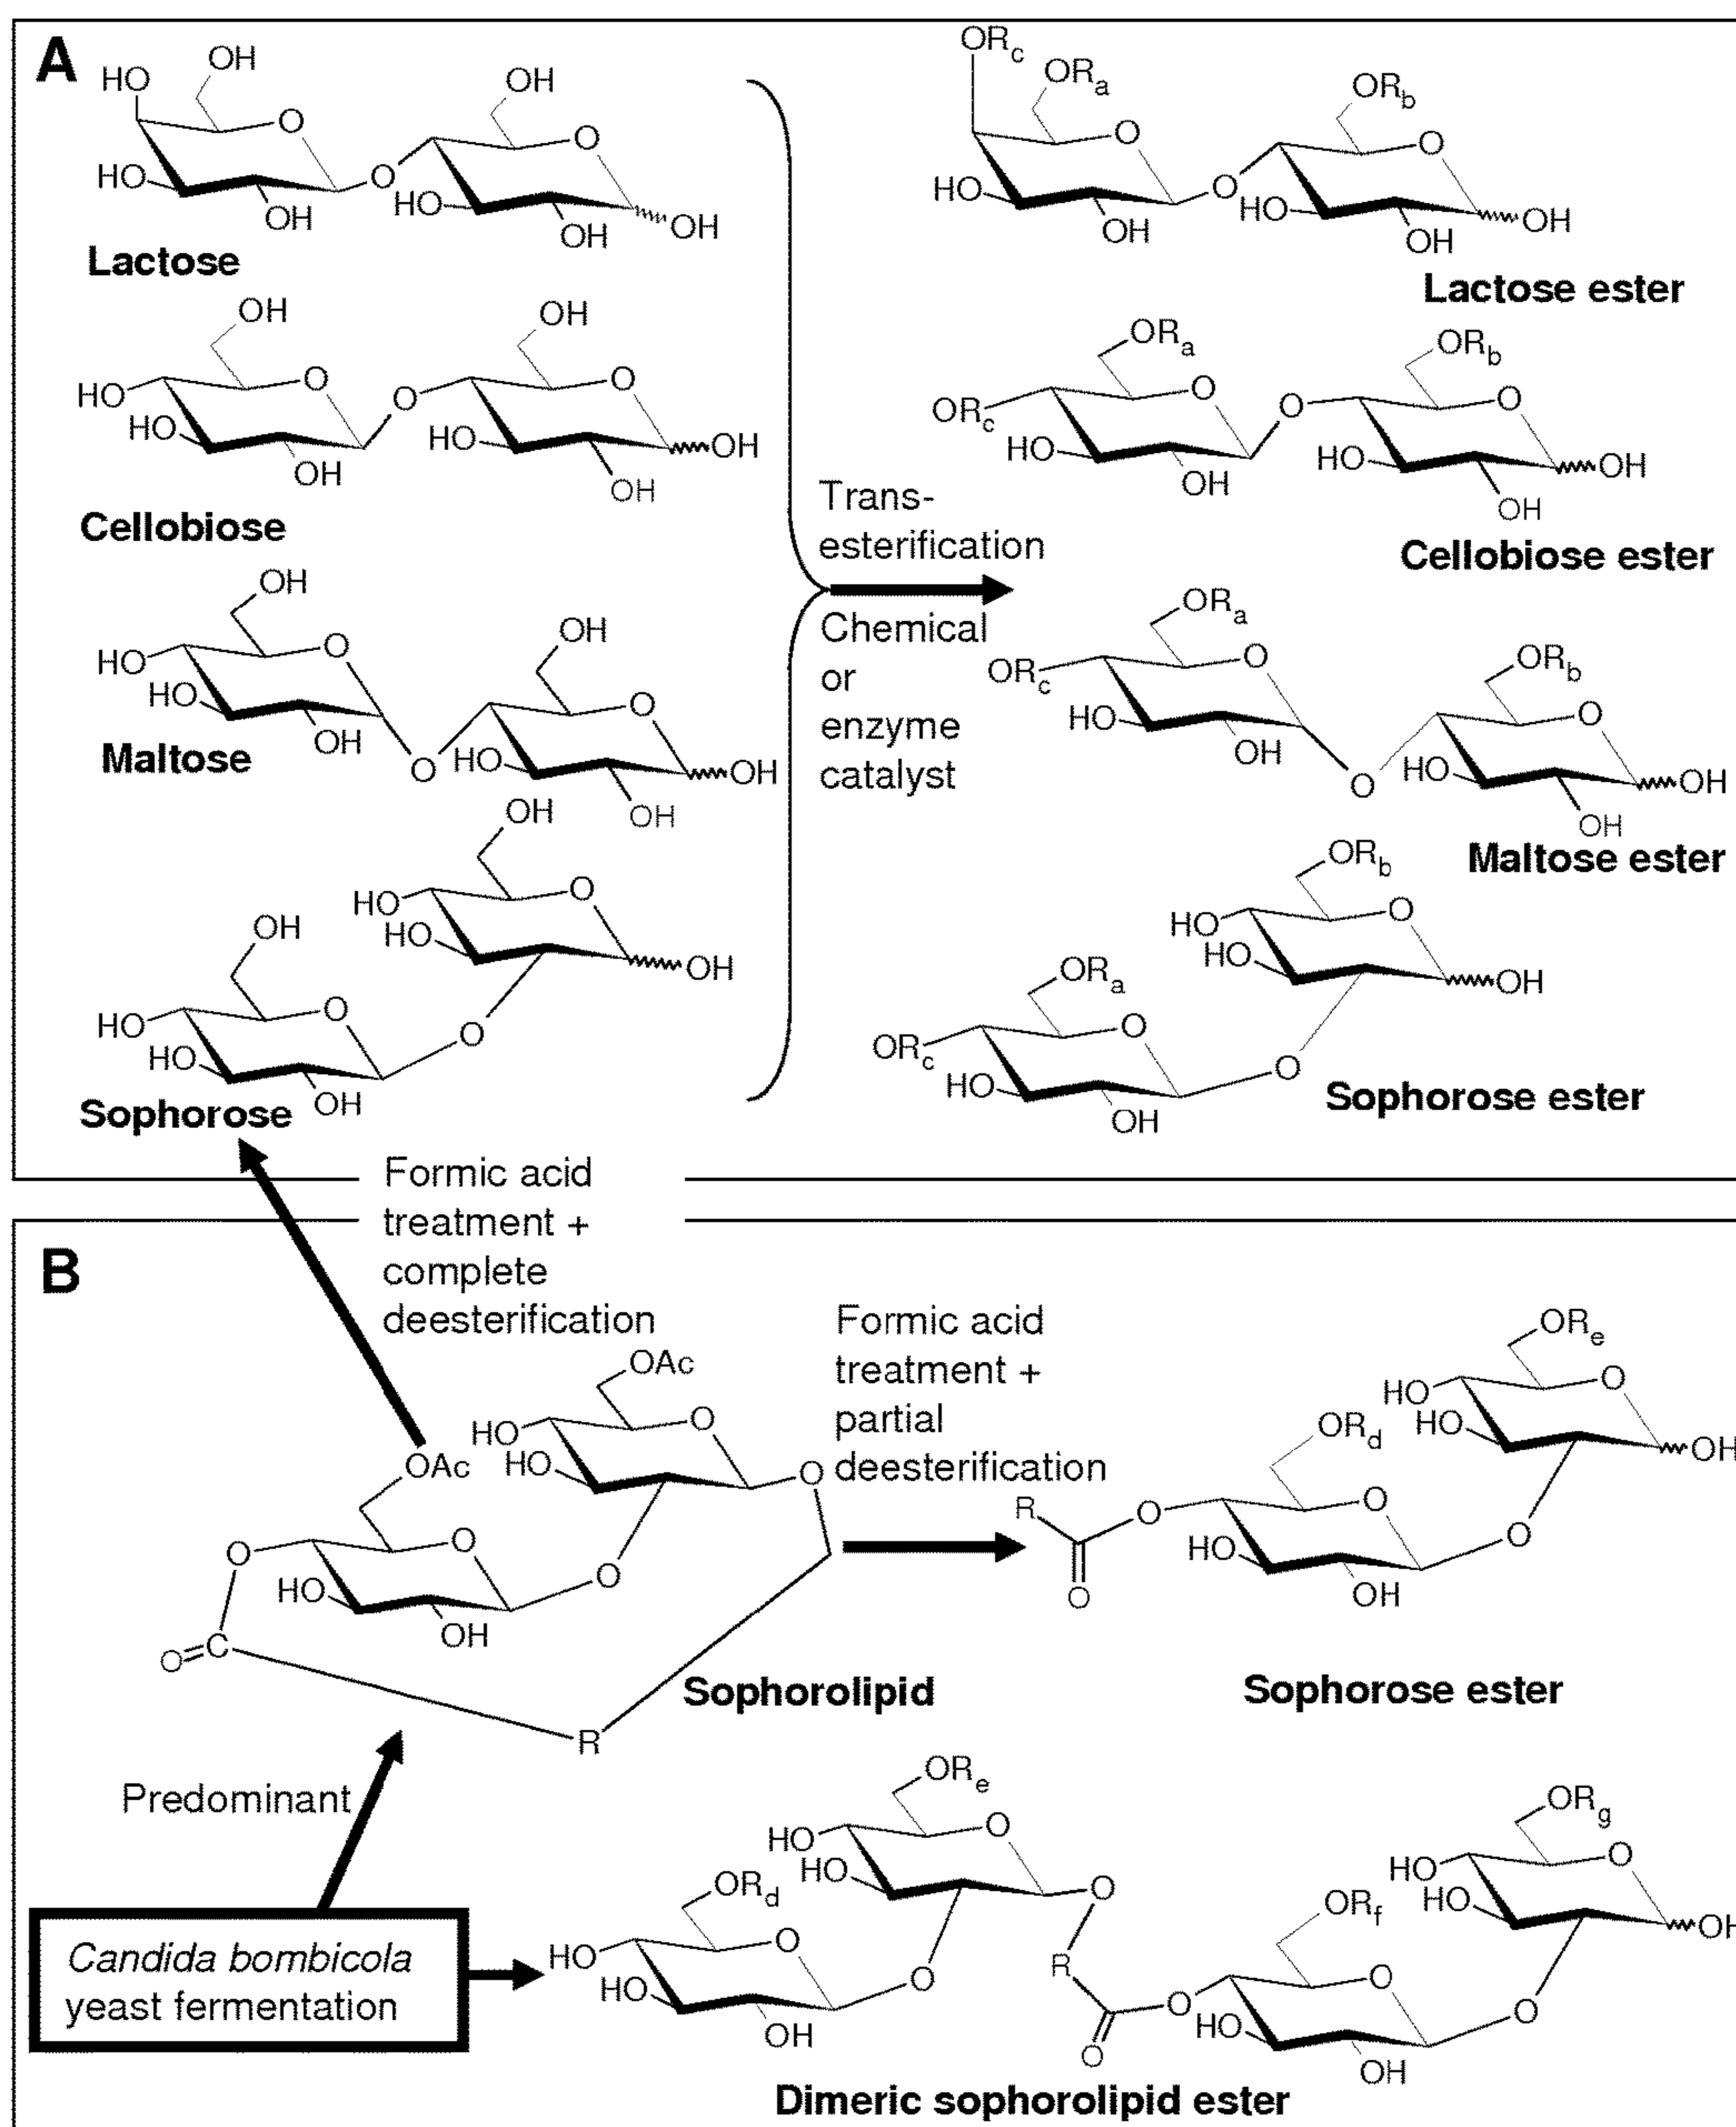 A
HO
OH
O
OH
O
HO
OH
O
HO
OH
OH
Lactose
OH
O
OH
O
HO
HO
OH
O
HO
OH
OH
Cellobiose
OH
O
OH
O
HO
HO
OH
O
HO
OH
OH
Maltose
OH
O
HO
HO
OH
OH
O
HO
HO
OH
O
Sophorose
Trans-
esterification
Chemical
or
enzyme
catalyst
ORc
ORa
O
ORb
O
HO
OH
O
HO
OH
OH
Lactose ester
ORa
O
ORb
O
ORc
HO
OH
O
HO
OH
OH
Cellobiose ester
ORa
O
ORb
O
ORc
HO
OH
O
HO
OH
OH
Maltose ester
ORb
O
HO
HO
OH
ORa
O
ORc
HO
OH
O
Sophorose ester
Formic acid
treatment +
complete
deesterification
B
OAc
O
HO
HO
O
OAc
O
O
HO
OH
O
O
C
R
Sophorolipid
Formic acid
treatment +
partial
deesterification
ORe
O
HO
HO
OH
ORd
O
R
O
O
HO
OH
O
Sophorose ester
Predominant
Candida bombicola
yeast fermentation
ORe
O
HO
HO
O
ORd
O
HO
HO
OH
O
R
O
O
ORg
O
HO
HO
OH
ORf
O
HO
OH
O
Dimeric sophorolipid ester